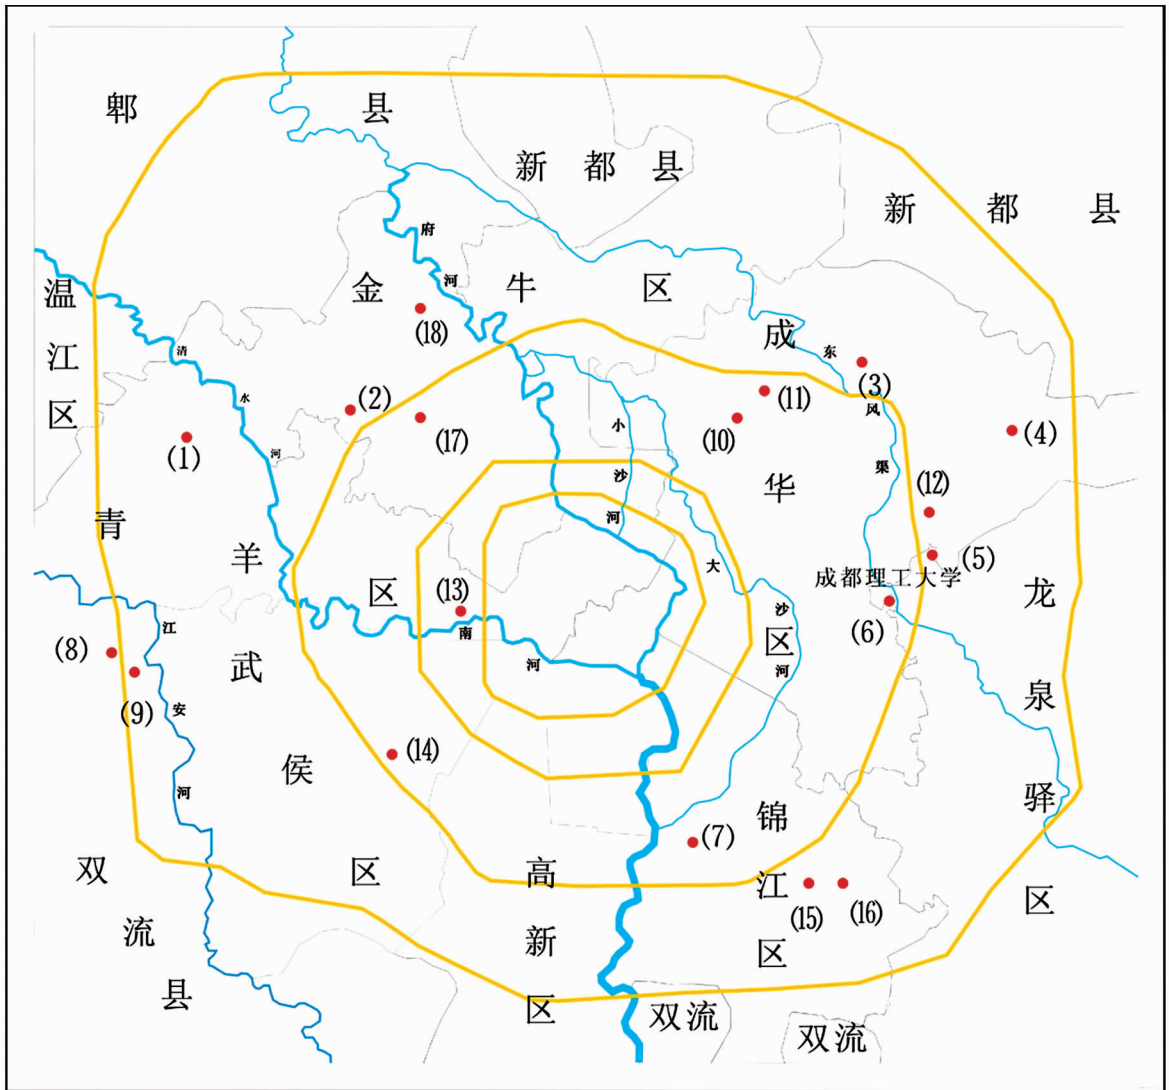 郫 县
新 都 县
新 都 县
府
河
温
江
区
金 牛 区
(18)
成
东
清
水
河
(2)
(17)
(1)
(3)
风
渠
(11)
(10)
(4)
小
沙
河
华
(12)
青
羊
区
大
沙
河
区
成都理工大学
(5)
(6)
龙
泉
驿
区
(13)
南
河
(8)
(9)
江
安
河
武
侯
区
(14)
(7)
锦
江
区
(15)
(16)
双
流
县
高
新
区
双流
双流